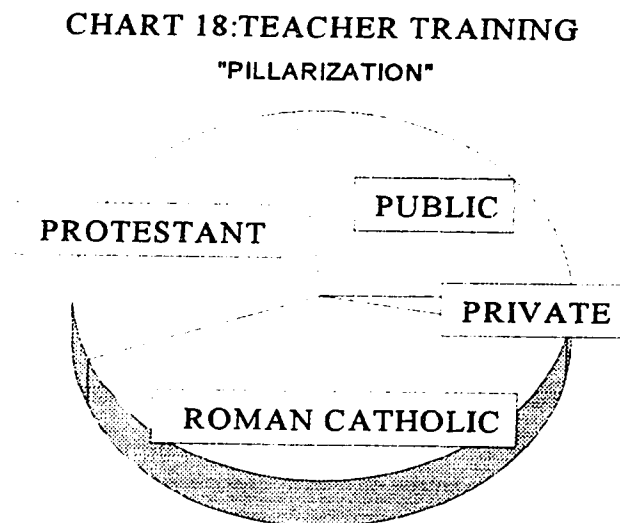 CHART 18:TEACHER TRAINING
"PILLARIZATION"
PUBLIC
PROTESTANT
PRIVATE
ROMAN CATHOLIC